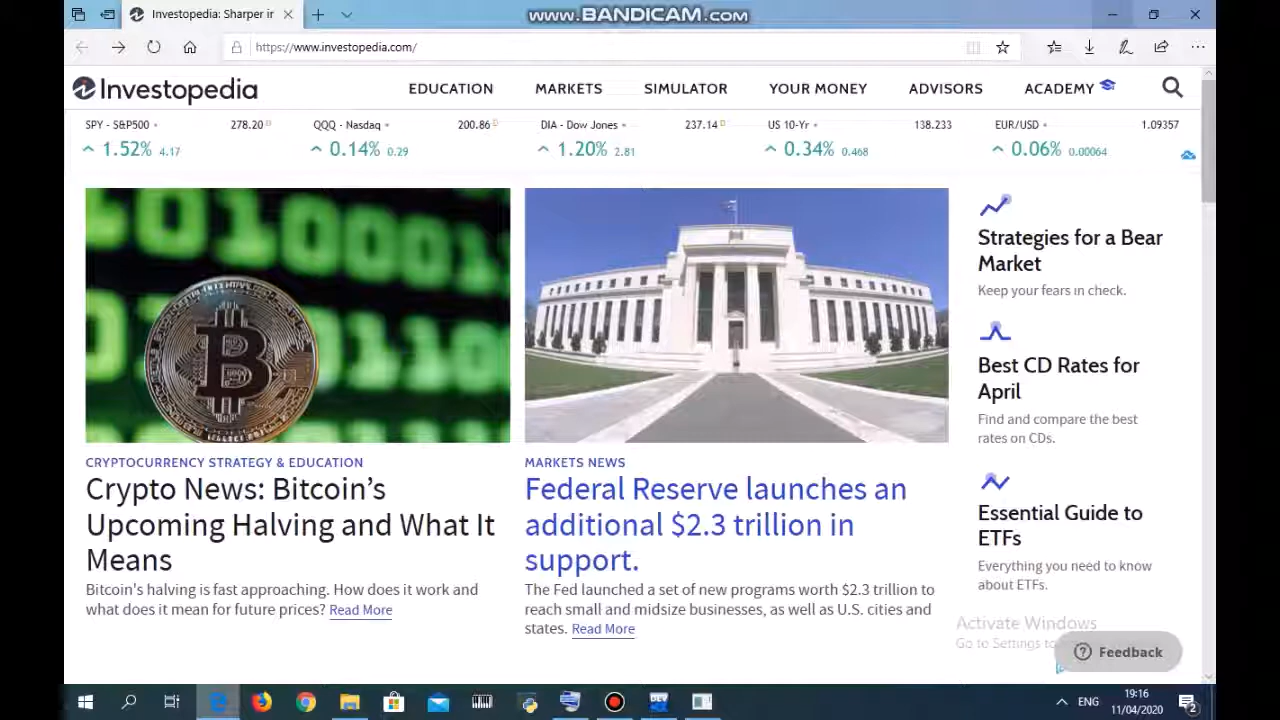 www.BANDICAM.com
Investopedia: Sharper ir
https://www.investopedia.com/
Investopedia
EDUCATION
MARKETS
SIMULATOR
YOUR MONEY
ADVISORS
ACADEMY
SPY - S&P500
278.20 D
QQQ - Nasdaq
200.86 D
DIA - Dow Jones
237.14 D
US 10-Yr
138.233
EUR/USD
1.09357
1.52% 4.17
0.14% 0.29
1.20% 2.81
0.34% 0.468
0.06% 0.00064
CRYPTOCURRENCY STRATEGY & EDUCATION
Crypto News: Bitcoin’s
Upcoming Halving and What It
Means
Bitcoin's halving is fast approaching. How does it work and
what does it mean for future prices? Read More
MARKETS NEWS
Federal Reserve launches an
additional $2.3 trillion in
support.
The Fed launched a set of new programs worth $2.3 trillion to
reach small and midsize businesses, as well as U.S. cities and
states. Read More
Strategies for a Bear
Market
Keep your fears in check.
Best CD Rates for
April
Find and compare the best
rates on CDs.
Essential Guide to
ETFs
Everything you need to know
about ETFs.
Activate Windows
Go to Settings to
Feedback
ENG
19:16
11/04/2020
2